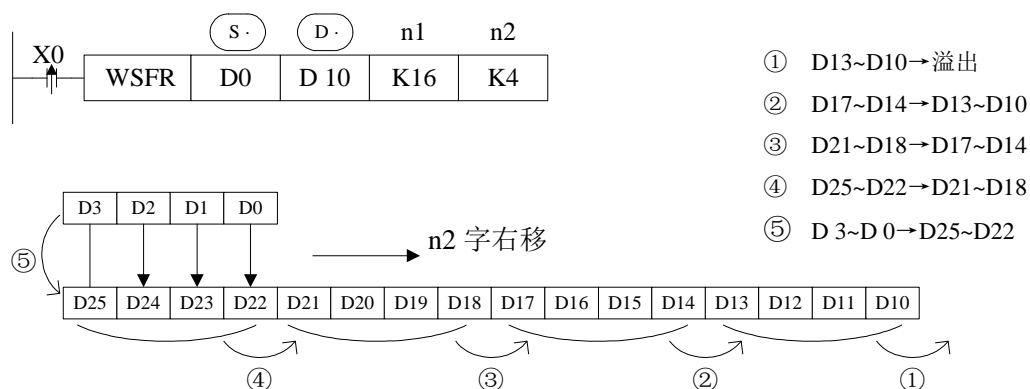 S · D · n1 n2
X0
WSFR D0 D 10 K16 K4
① D13~D10→溢出
② D17~D14→D13~D10
③ D21~D18→D17~D14
④ D25~D22→D21~D18
⑤ D 3~D 0→D25~D22
D3 D2 D1 D0
n2 字右移
⑤
D25 D24 D23 D22 D21 D20 D19 D18 D17 D16 D15 D14 D13 D12 D11 D10
④ ③ ② ①